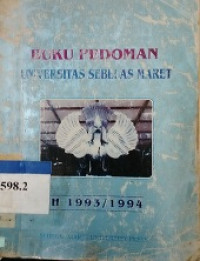 BUKU PEDOMAN
UNIVERSITAS SEBELAS MARET
598.2
1993/1994